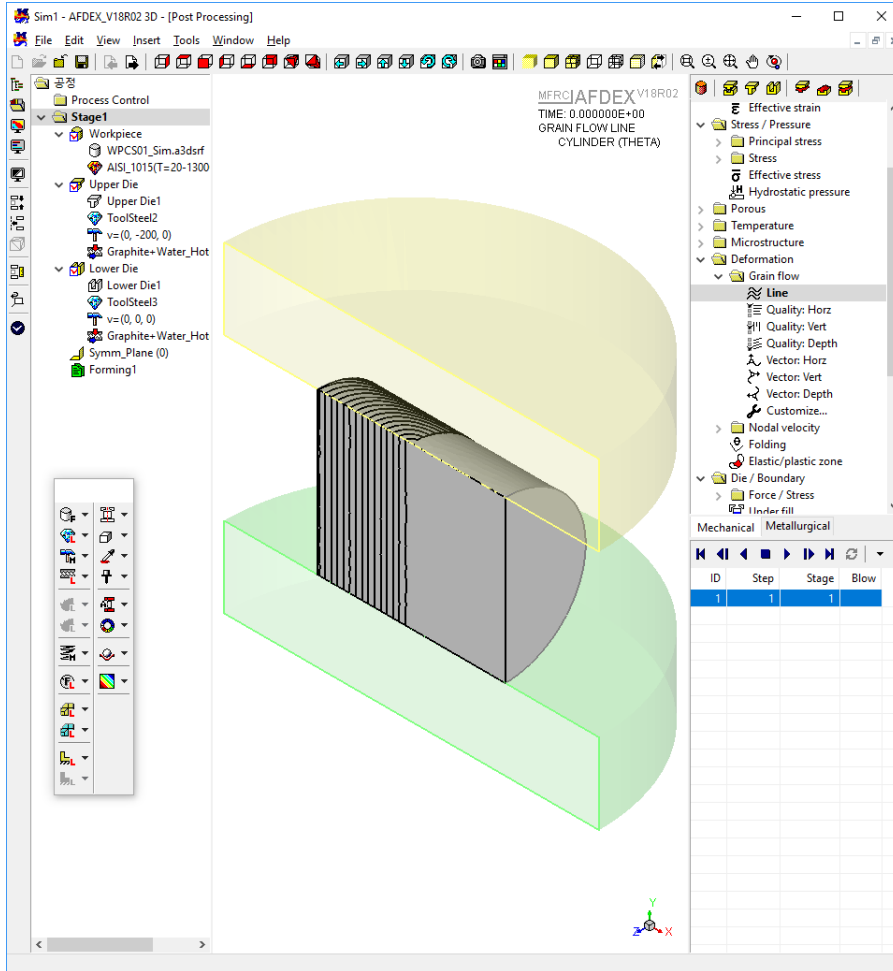 Sim1 - AFDEX_V18R02 3D - [Post Processing]
File Edit View Insert Tools Window Help
공정
Process Control
Stage1
Workpiece
WPCS01_Sim.a3dsrf
AISI_1015(T=20-1300
Upper Die
Upper Die1
ToolSteel2
v=(0, -200, 0)
Graphite+Water_Hot
Lower Die
Lower Die1
ToolSteel3
v=(0, 0, 0)
Graphite+Water_Hot
Symm_Plane (0)
Forming1
MFRC|AFDEX V18R02
TIME: 0.000000E+00
GRAIN FLOW LINE
CYLINDER (THETA)
Y
Z
X
Effective strain
Stress / Pressure
Principal stress
Stress
Effective stress
Hydrostatic pressure
Porous
Temperature
Microstructure
Deformation
Grain flow
Line
Quality: Horz
Quality: Vert
Quality: Depth
Vector: Horz
Vector: Vert
Vector: Depth
Customize...
Nodal velocity
Folding
Elastic/plastic zone
Die / Boundary
Force / Stress
Under fill
Mechanical Metallurgical
ID Step Stage Blow
1 1 1